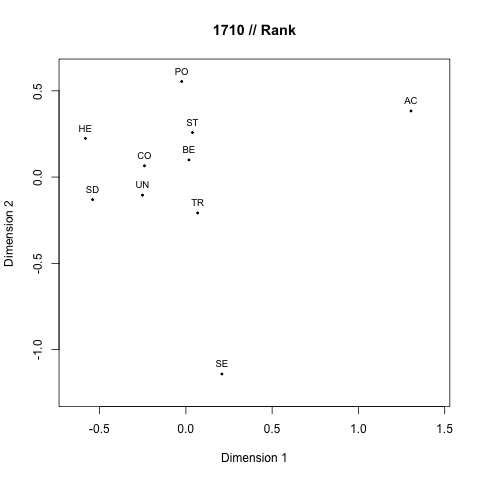 1710 // Rank
PO
AC
ST
HE
BE
CO
UN
SD
TR
SE
0.5
0.0
-0.5
-1.0
Dimension 2
-0.5
0.0
0.5
1.0
1.5
Dimension 1